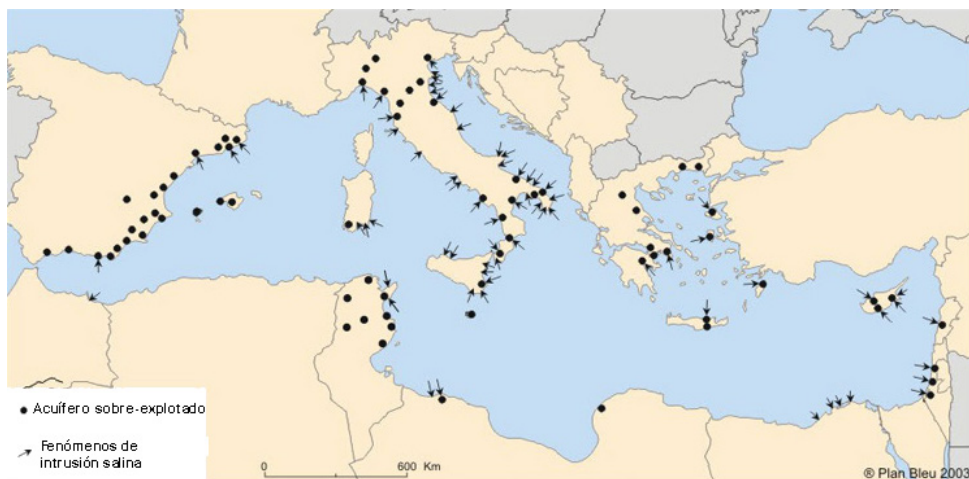 Acuífero sobre-explotado
Fenómenos de
intrusión salina
0 600 Km
® Plan Bleu 2003